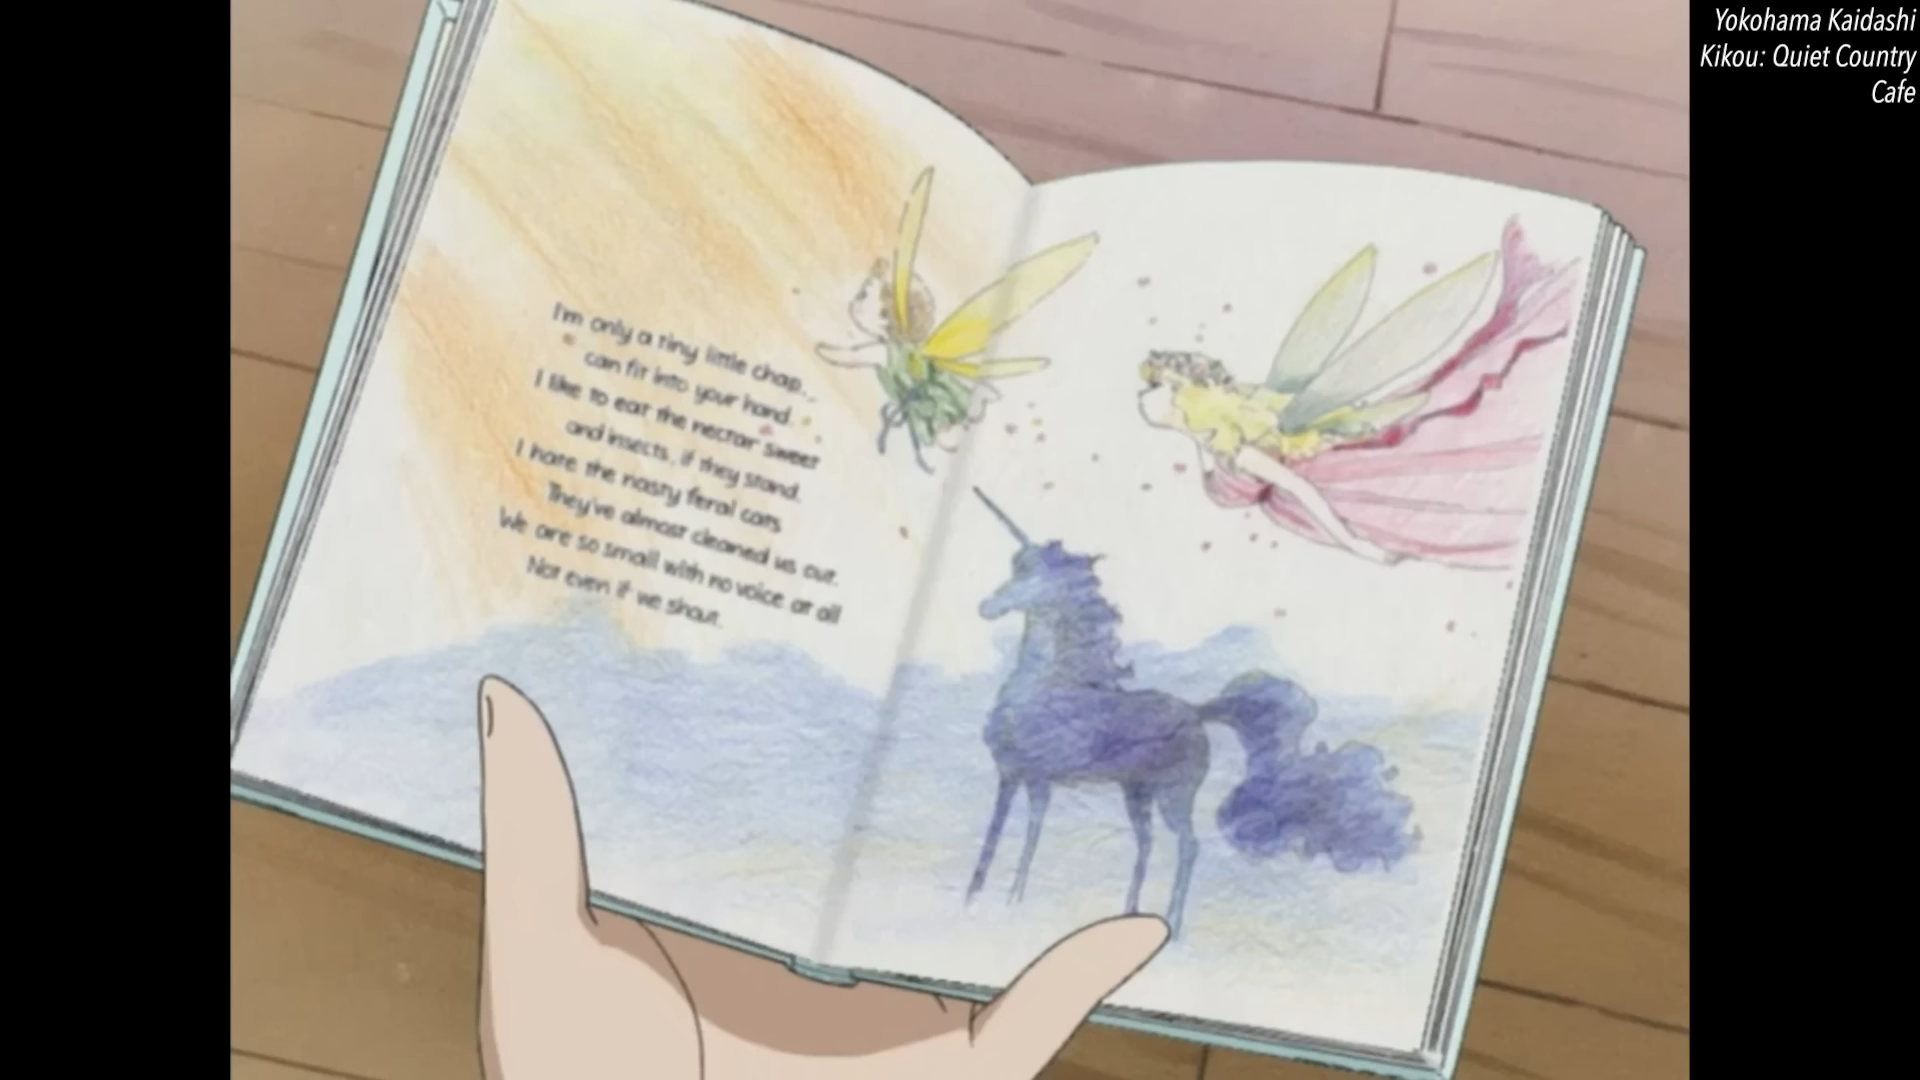 Yokohama Kaidashi
Kikou: Quiet Country
Cafe
I'm only a tiny little chap..
can fit into your hand.
I like to eat the nectar sweet
and insects, if they stand.
I hate the nasty feral cats
They've almost cleaned us out.
We are so small with no voice at all
Not even if we shout.